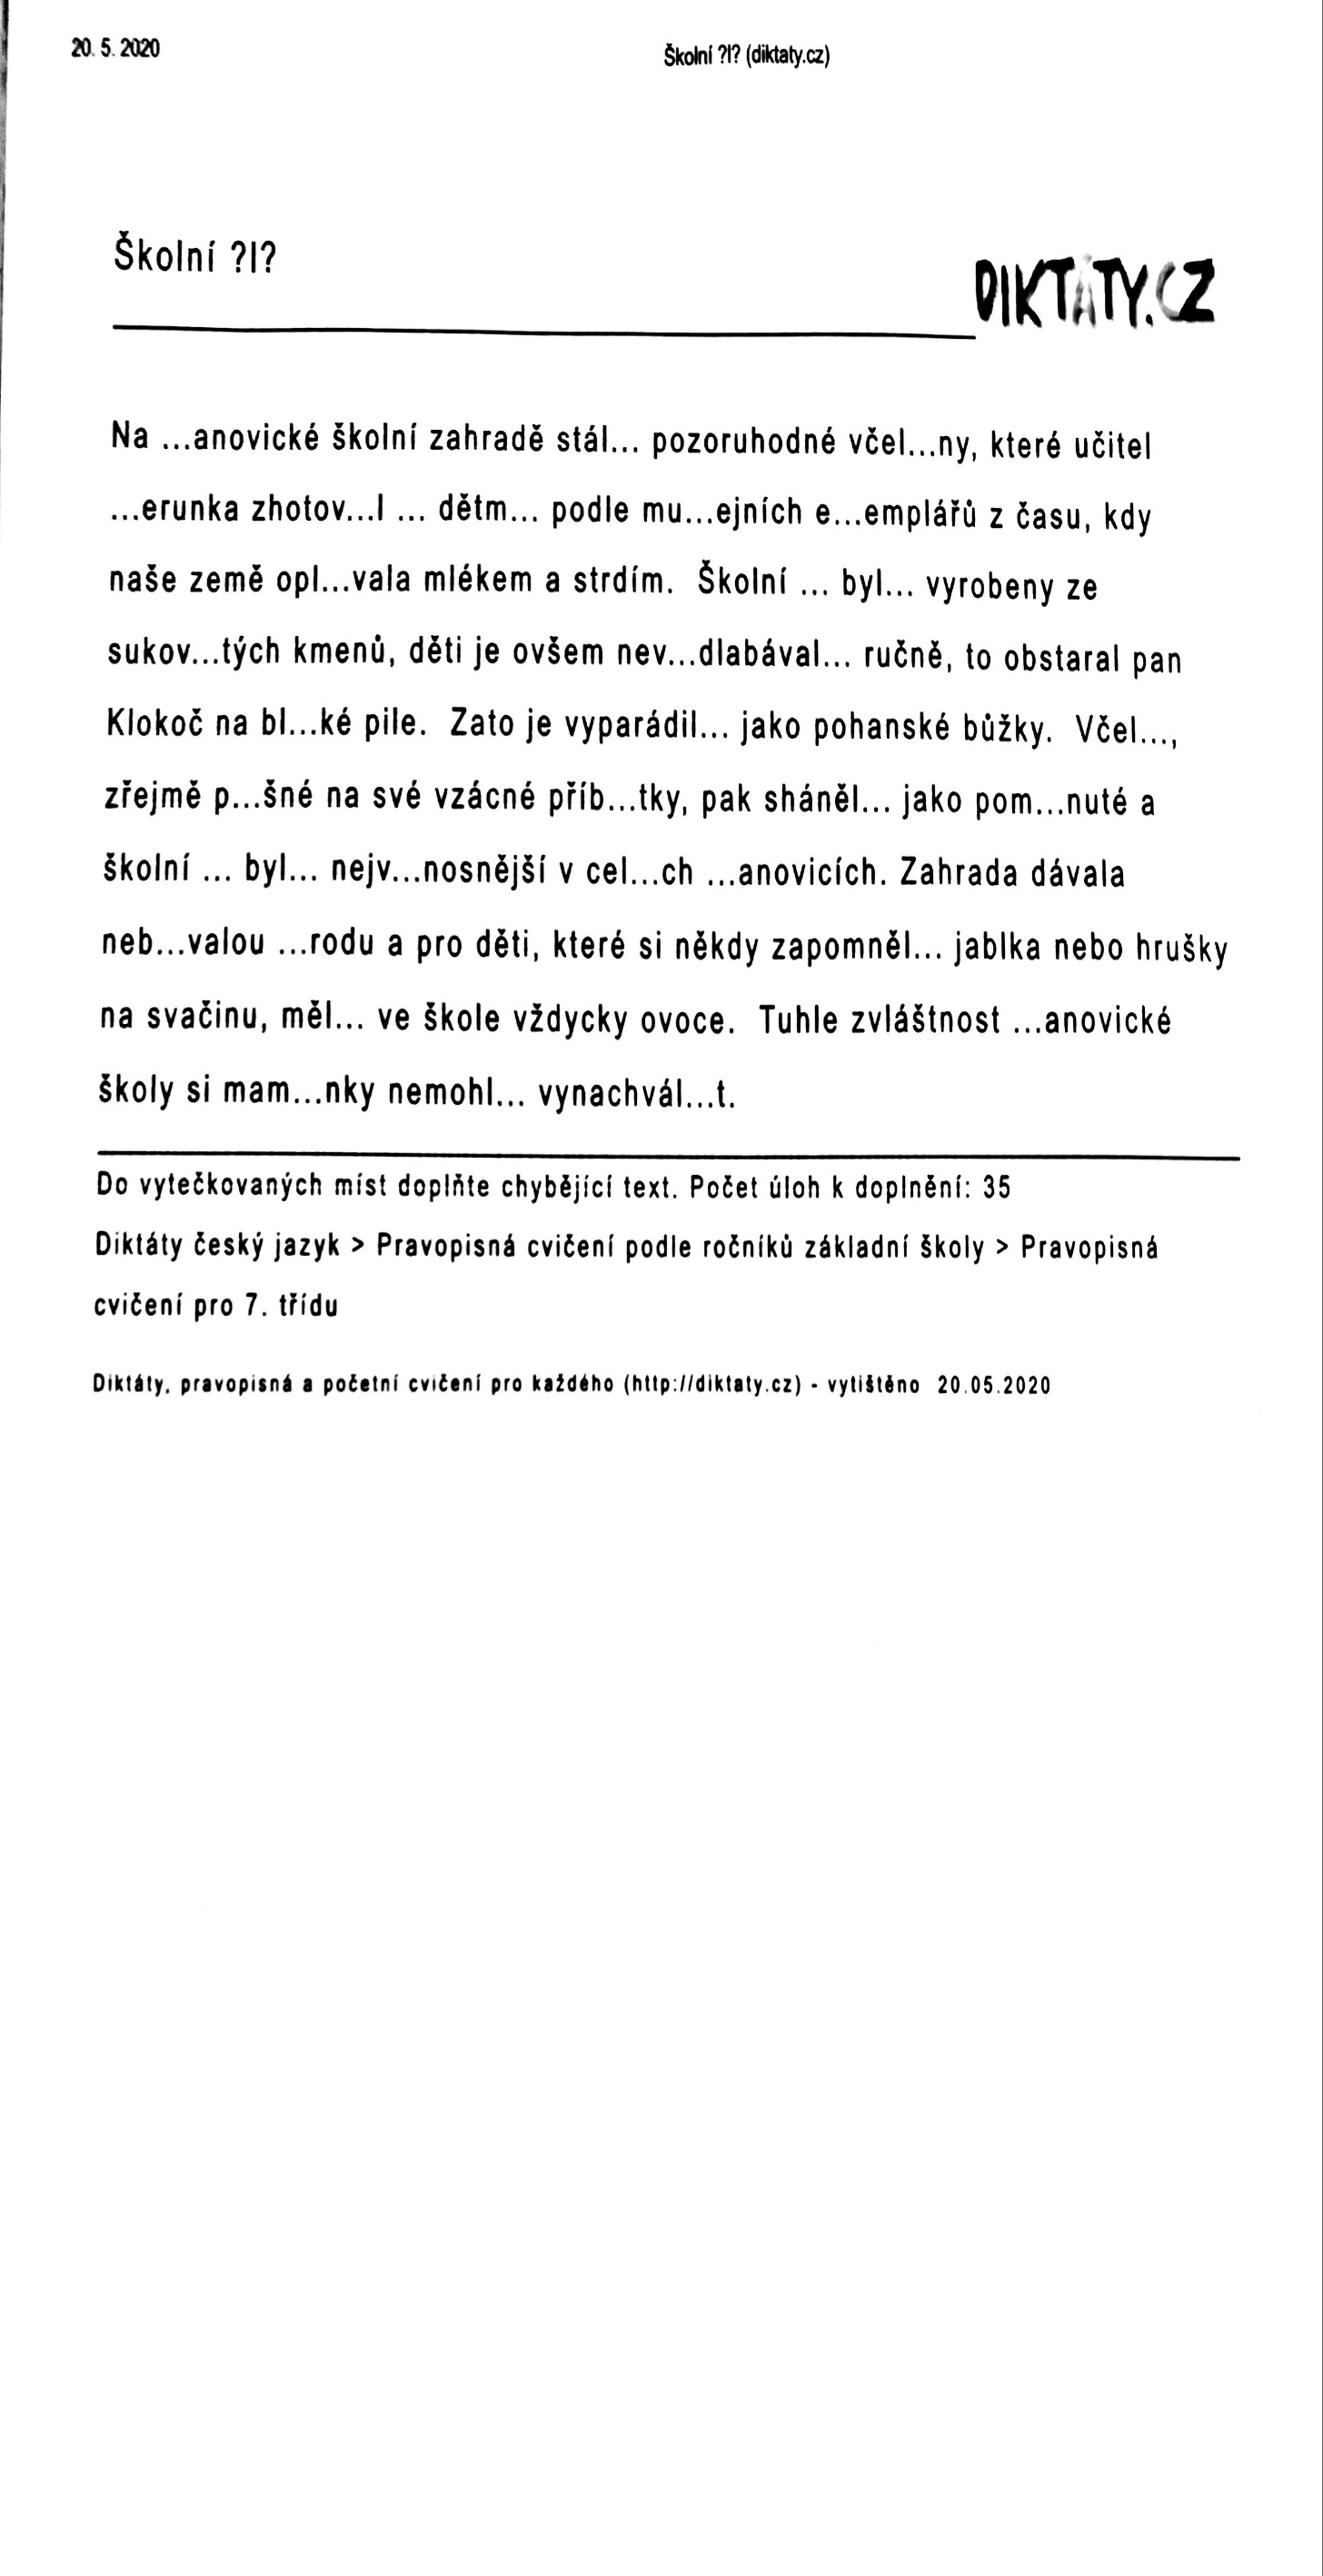 20. 5. 2020 Školní ?l? (diktaty.cz)
Školní ?l?
DIKTÁTY.CZ
Na ...anovické školní zahradě stál... pozoruhodné včel...ny, které učitel
...erunka zhotov...l ... dětm... podle mu...ejních e...emplářů z času, kdy
naše země opl...vala mlékem a strdím. Školní ... byl... vyrobeny ze
sukov...tých kmenů, děti je ovšem nev...dlabával... ručně, to obstaral pan
Klokoč na bl...ké pile. Zato je vyparádil... jako pohanské bůžky. Včel...,
zřejmě p...šné na své vzácné příb...tky, pak sháněl... jako pom...nuté a
školní ... byl... nejv...nosnější v cel...ch ...anovicích. Zahrada dávala
neb...valou ...rodu a pro děti, které si někdy zapomněl... jablka nebo hrušky
na svačinu, měl... ve škole vždycky ovoce. Tuhle zvláštnost ...anovické
školy si mam...nky nemohl... vynachvál...t.
Do vytečkovaných míst doplňte chybějící text. Počet úloh k doplnění: 35
Diktáty český jazyk > Pravopisná cvičení podle ročníků základní školy > Pravopisná
cvičení pro 7. třídu
Diktáty, pravopisná a početní cvičení pro každého (http://diktaty.cz) - vytištěno 20.05.2020